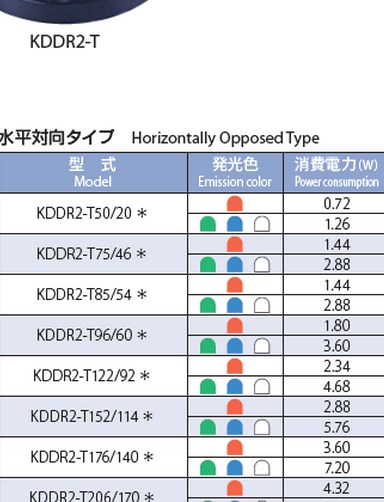 KDDR2-T
水平対向タイプ Horizontally Opposed Type
型 式 発光色 消費電力(W)
Model Emission color Power consumption
KDDR2-T50/20 * 0.72
1.26
KDDR2-T75/46 * 1.44
2.88
KDDR2-T85/54 * 1.44
2.88
KDDR2-T96/60 * 1.80
3.60
KDDR2-T122/92 * 2.34
4.68
KDDR2-T152/114 * 2.88
5.76
KDDR2-T176/140 * 3.60
7.20
KDDR2-T206/170 * 4.32